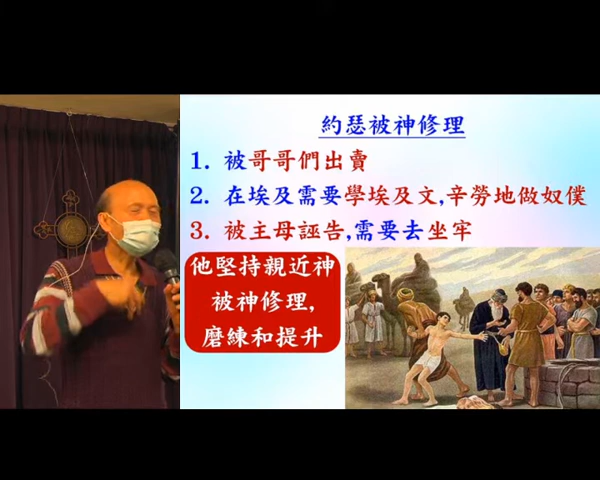 約瑟被神修理
1. 被哥哥們出賣
2. 在埃及需要學埃及文,辛勞地做奴僕
3. 被主母誣告,需要去坐牢
他堅持親近神
被神修理,
磨練和提升